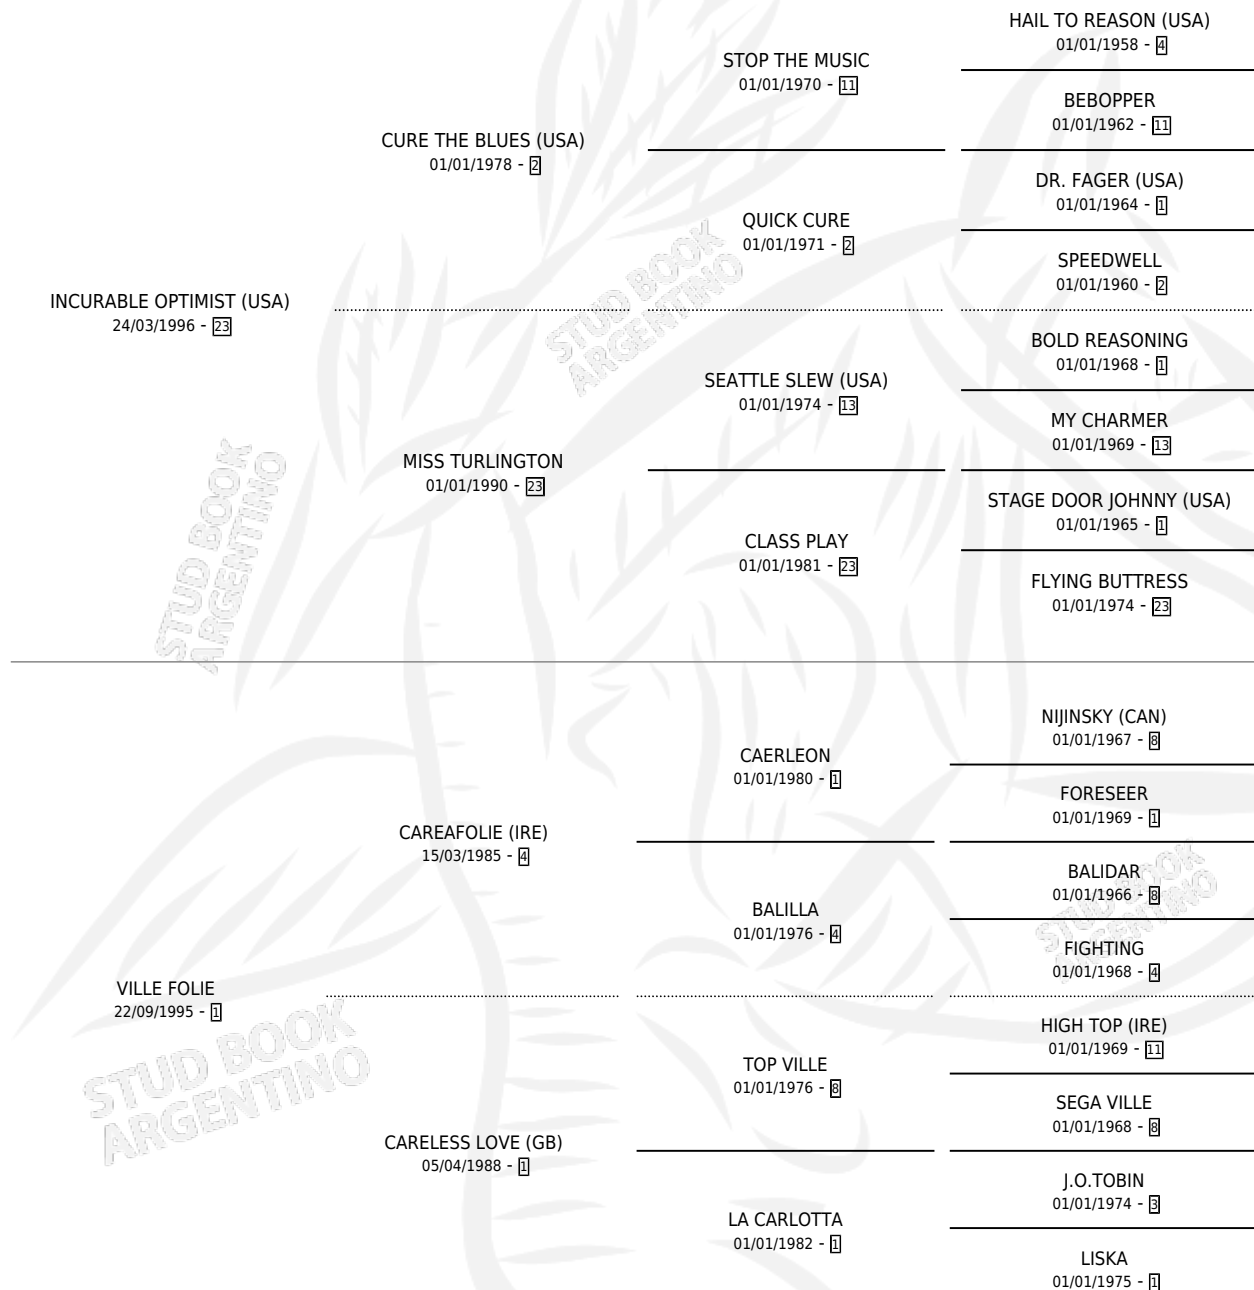 HAIL TO REASON (USA)
01/01/1958 - 4
STOP THE MUSIC
01/01/1970 - 11
BEBOPPER
01/01/1962 - 11
CURE THE BLUES (USA)
01/01/1978 - 2
DR. FAGER (USA)
01/01/1964 - 1
QUICK CURE
01/01/1971 - 2
SPEEDWELL
01/01/1960 - 2
INCURABLE OPTIMIST (USA)
24/03/1996 - 23
STUD BOOK
ARGENTINO
BOLD REASONING
01/01/1968 - 1
SEATTLE SLEW (USA)
01/01/1974 - 13
MY CHARMER
01/01/1969 - 13
MISS TURLINGTON
01/01/1990 - 23
STAGE DOOR JOHNNY (USA)
01/01/1965 - 1
CLASS PLAY
01/01/1981 - 23
FLYING BUTTRESS
01/01/1974 - 23
STUD BOOK
ARGENTINO
NIJINSKY (CAN)
01/01/1967 - 8
CAERLEON
01/01/1980 - 1
FORESEER
01/01/1969 - 1
CAREAFOLIE (IRE)
15/03/1985 - 4
BALIDAR
01/01/1966 - 8
BALILLA
01/01/1976 - 4
FIGHTING
01/01/1968 - 4
STUD BOOK
ARGENTINO
VILLE FOLIE
22/09/1995 - 1
HIGH TOP (IRE)
01/01/1969 - 11
TOP VILLE
01/01/1976 - 8
SEGA VILLE
01/01/1968 - 8
STUD BOOK
ARGENTINO
CARELESS LOVE (GB)
05/04/1988 - 1
J.O.TOBIN
01/01/1974 - 3
LA CARLOTTA
01/01/1982 - 1
LISKA
01/01/1975 - 1